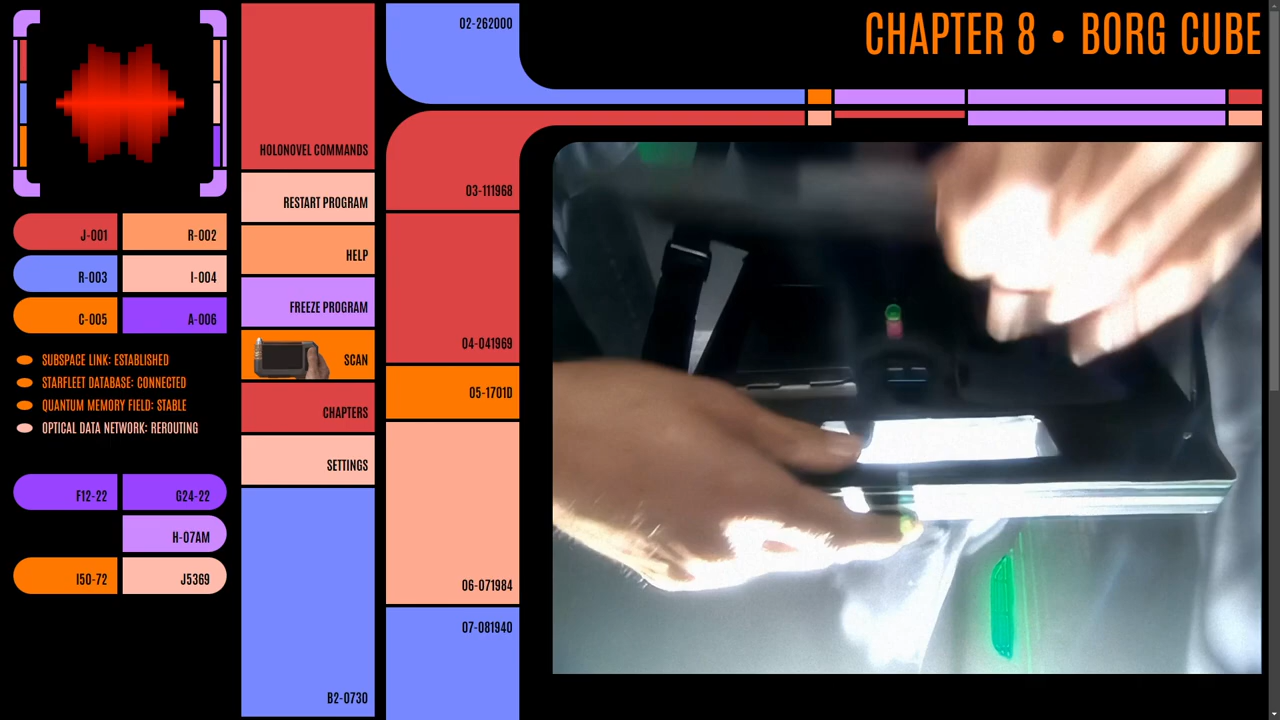 CHAPTER 8 • BORG CUBE
02-262000
HOLONOVEL COMMANDS
03-111968
RESTART PROGRAM
J-001
R-002
HELP
R-003
I-004
FREEZE PROGRAM
C-005
A-006
04-041969
SUBSPACE LINK: ESTABLISHED
SCAN
STARFLEET DATABASE: CONNECTED
05-1701D
QUANTUM MEMORY FIELD: STABLE
CHAPTERS
OPTICAL DATA NETWORK: REROUTING
SETTINGS
F12-22
G24-22
H-07AM
I50-72
J5369
06-071984
07-081940
B2-0730